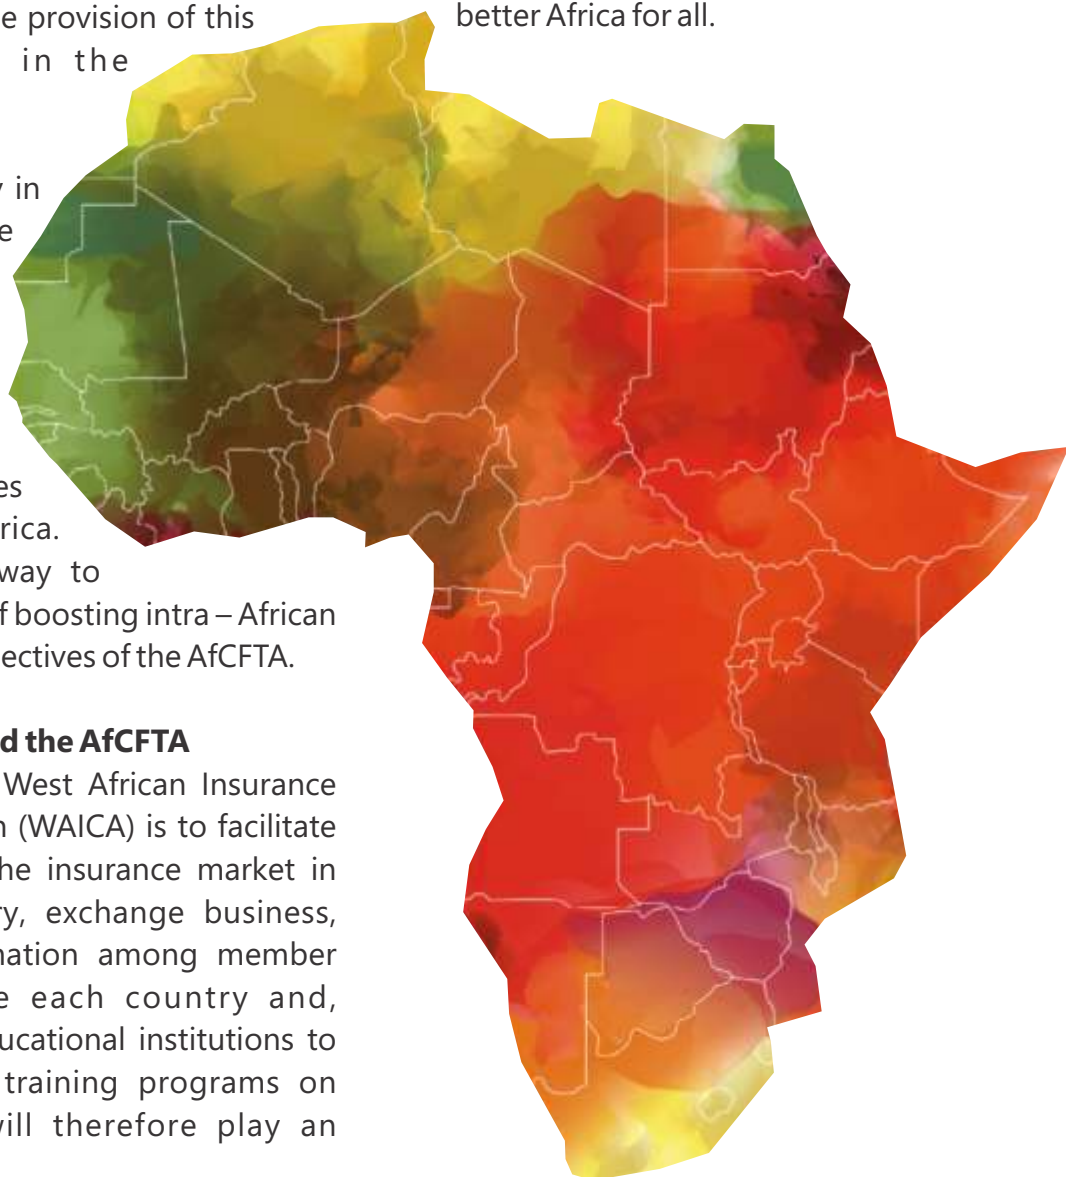 e provision of this
in the
in
e
es
rica.
way to
f boosting intra – African
ectives of the AfCFTA.
d the AfCFTA
West African Insurance
n (WAICA) is to facilitate
he insurance market in
ry, exchange business,
nation among member
e each country and,
ucational institutions to
training programs on
will therefore play an
better Africa for all.